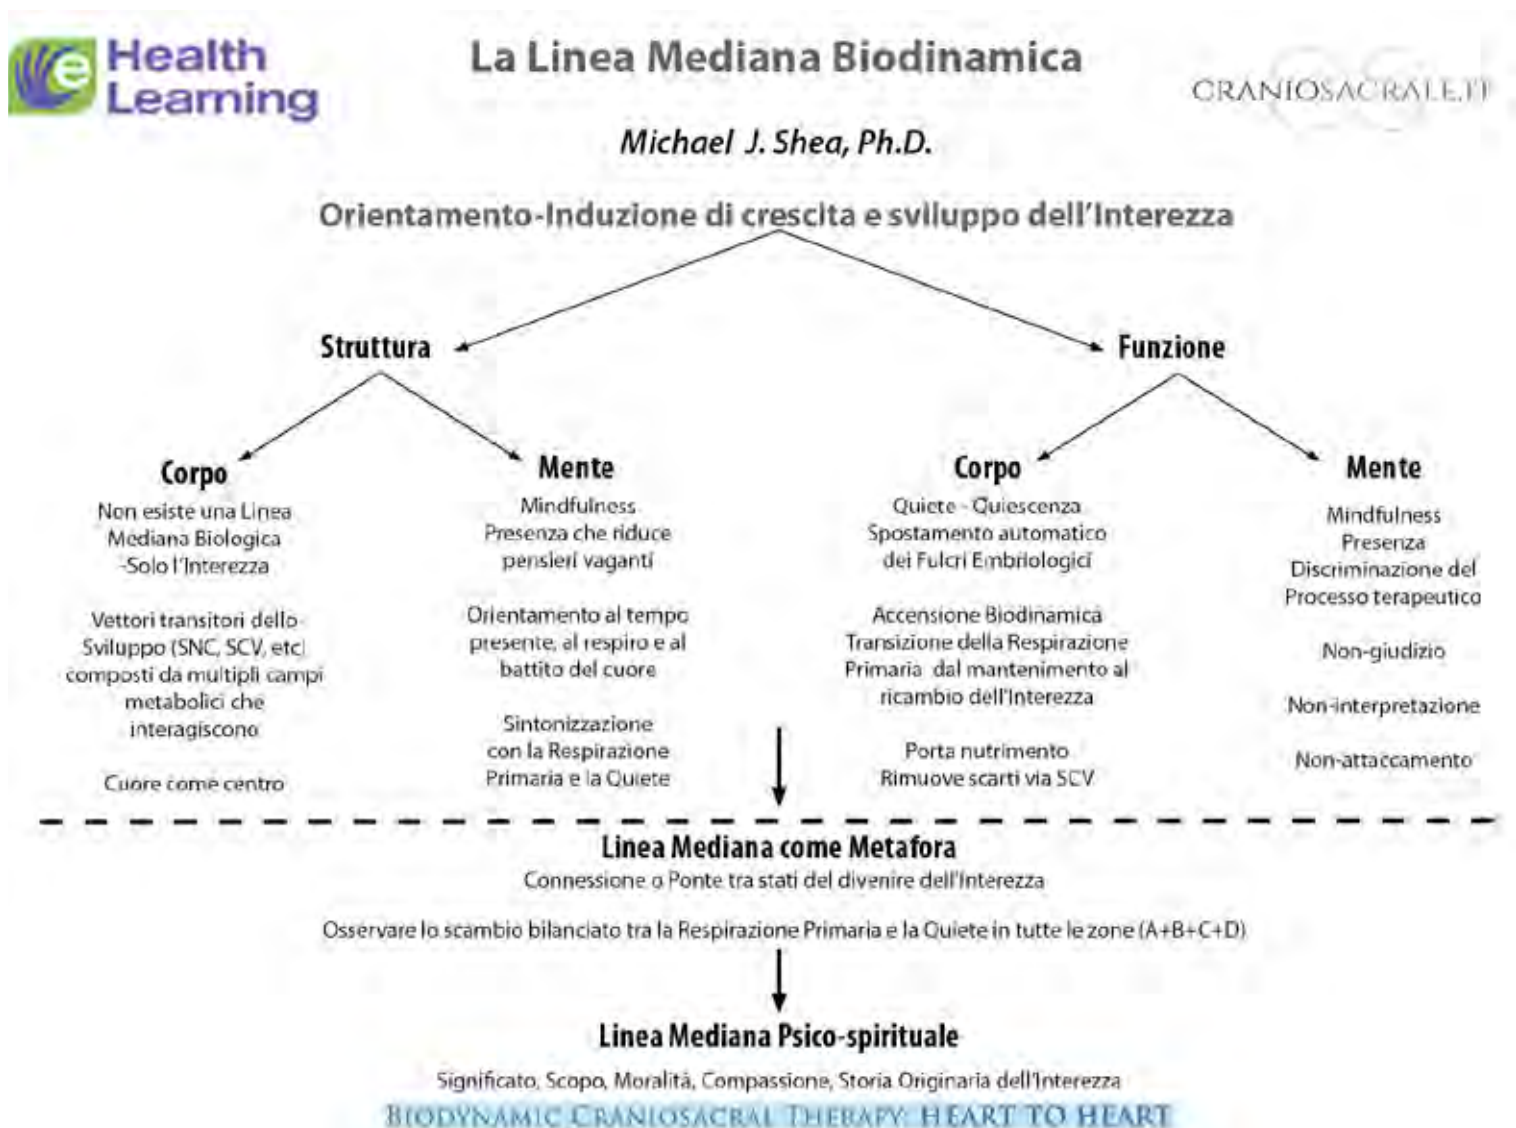 e Health
Learning
La Linea Mediana Biodinamica
CRANIOSACRALE.IT
Michael J. Shea, Ph.D.
Orientamento-Induzione di crescita e sviluppo dell'Interezza
Struttura
Funzione
Corpo
Non esiste una Linea
Mediana Biologica
-Solo l'Interezza
Vettori transitori dello
Sviluppo (SNC, SCV, etc)
composti da multipli campi
metabolici che
interagiscono
Cuore come centro
Mente
Mindfulness
Presenza che riduce
pensieri vaganti
Orientamento al tempo
presente, al respiro e al
battito del cuore
Sintonizzazione
con la Respirazione
Primaria e la Quiete
Corpo
Quiete - Quiescenza
Spostamento automatico
dei Fulcri Embriologici
Accensione Biodinamica
Transizione della Respirazione
Primaria dal mantenimento al
ricambio dell'Interezza
Porta nutrimento
Rimuove scarti via SCV
Mente
Mindfulness
Presenza
Discriminazione del
Processo terapeutico
Non-giudizio
Non-interpretazione
Non-attaccamento
Linea Mediana come Metafora
Connessione o Ponte tra stati del divenire dell'Interezza
Osservare lo scambio bilanciato tra la Respirazione Primaria e la Quiete in tutte le zone (A+B+C+D)
Linea Mediana Psico-spirituale
Significato, Scopo, Moralità, Compassione, Storia Originaria dell'Interezza
BIODYNAMIC CRANIOSACRAL THERAPY: HEART TO HEART